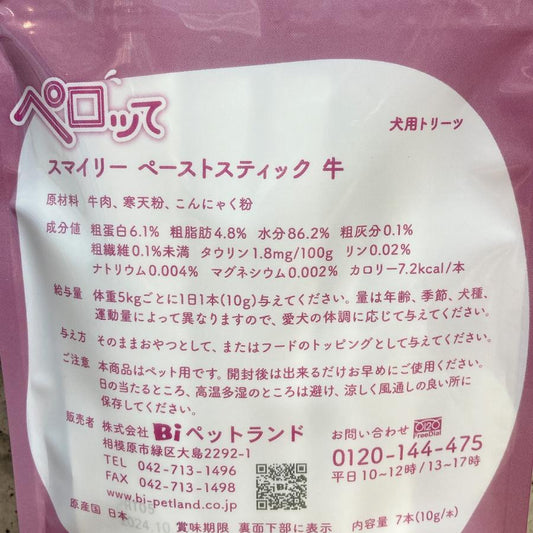 ペロッて
犬用トリーツ
スマイリー ペーストスティック 牛
原材料 牛肉、寒天粉、こんにゃく粉
成分値 粗蛋白6.1% 粗脂肪4.8% 水分86.2% 粗灰分0.1%
粗繊維0.1%未満 タウリン1.8mg/100g リン0.02%
ナトリウム0.004% マグネシウム0.002% カロリー7.2kcal/本
給与量 体重5kgごとに1日1本(10g)与えてください。量は年齢、季節、犬種、
運動量によって異なりますので、愛犬の体調に応じて与えてください。
与え方 そのままおやつとして、またはフードのトッピングとして与えてください。
ご注意 本商品はペット用です。開封後は出来るだけお早めにご使用ください。
日の当たるところ、高温多湿のところは避け、涼しく風通しの良い所に
保存してください。
販売者 株式会社 Bi ペットランド
相模原市緑区大島2292-1
TEL 042-713-1496
FAX 042-713-1498
www.bi-petland.co.jp
お問い合わせ 0120 FreeDial
0120-144-475
平日10~12時/13~17時
原産国 日本
2024.10
賞味期限 裏面下部に表示
内容量 7本(10g/本)